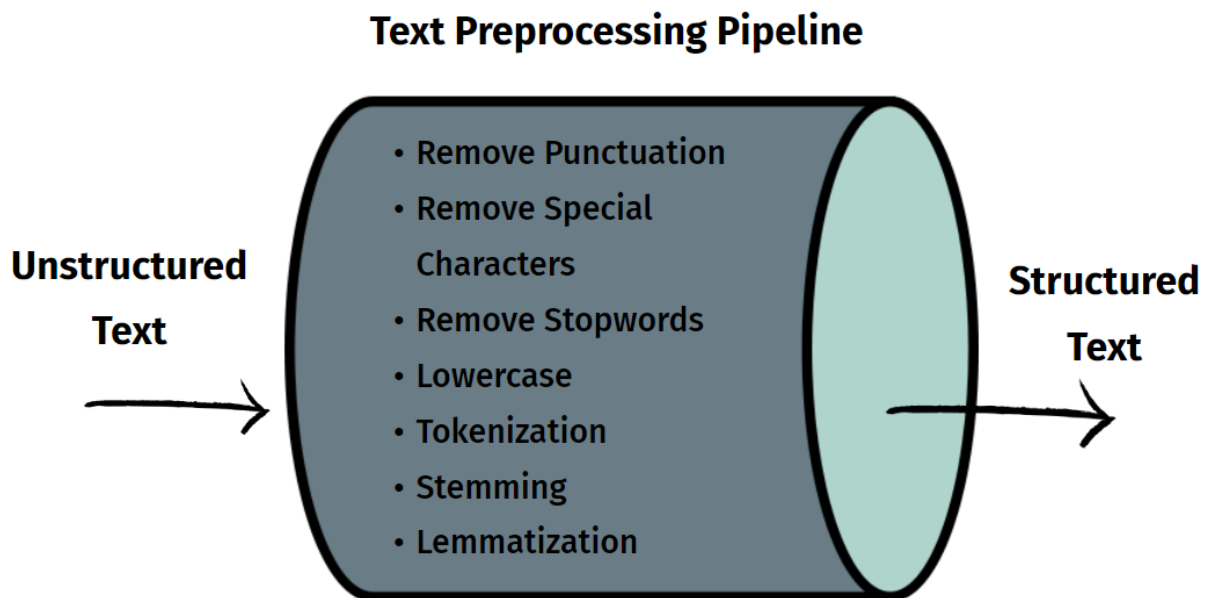 Text Preprocessing Pipeline
Unstructured
Text
• Remove Punctuation
• Remove Special
Characters
• Remove Stopwords
• Lowercase
• Tokenization
• Stemming
• Lemmatization
Structured
Text